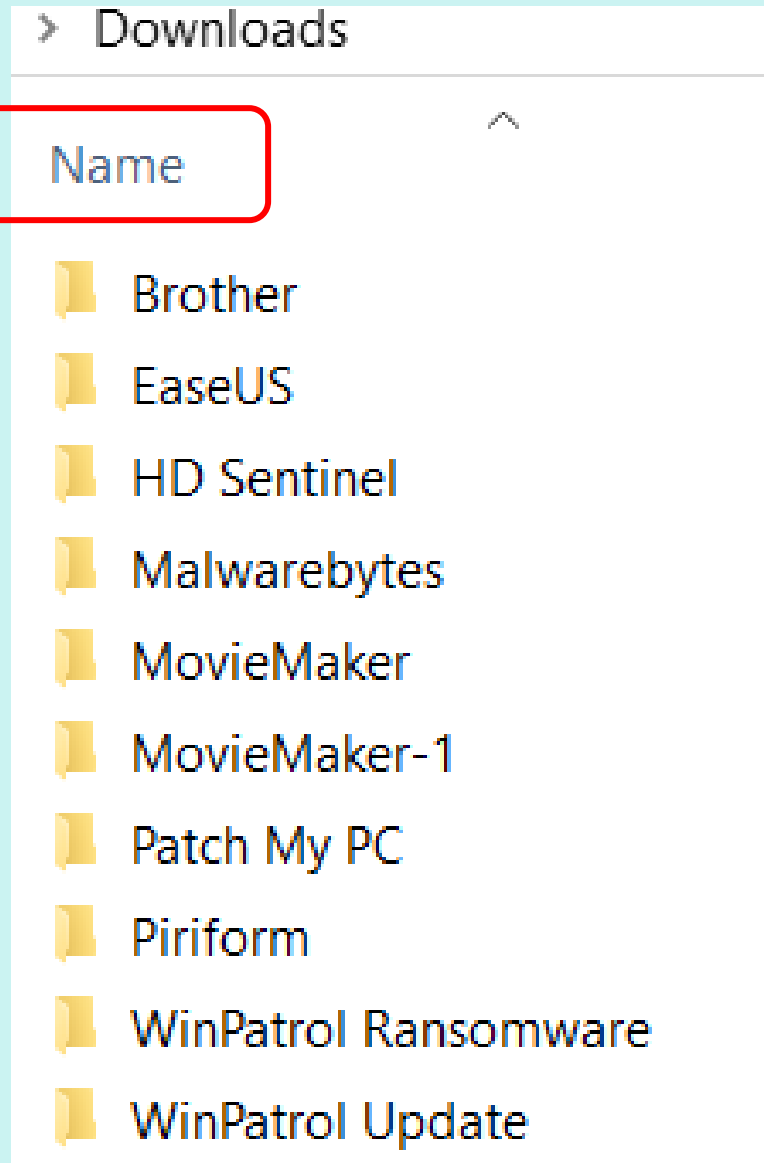 > Downloads
Name
Brother
EaseUS
HD Sentinel
Malwarebytes
MovieMaker
MovieMaker-1
Patch My PC
Piriform
WinPatrol Ransomware
WinPatrol Update